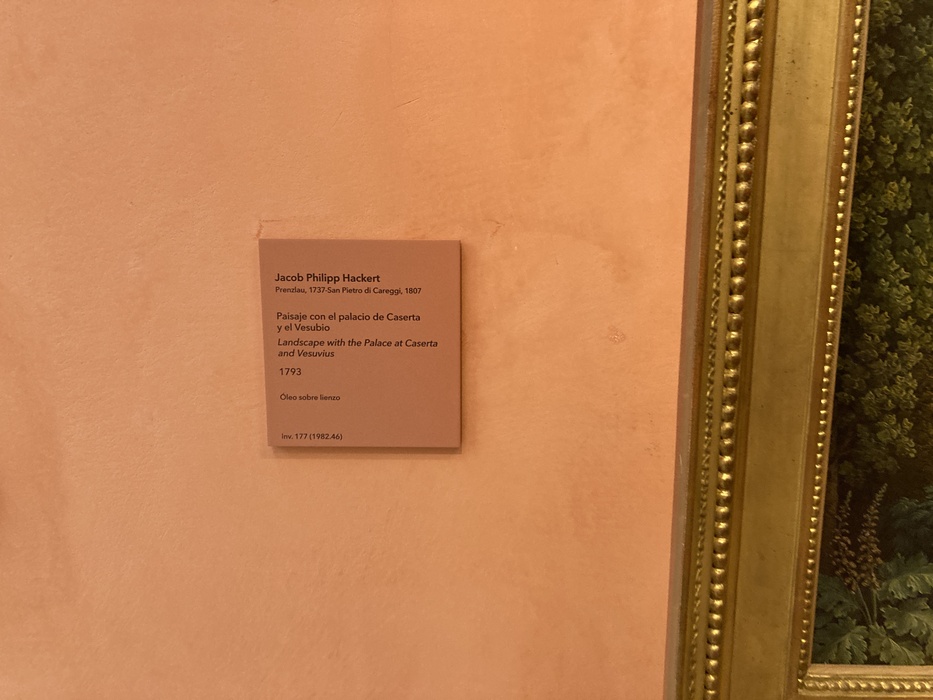 Jacob Philipp Hackert
Prenzlau, 1737-San Pietro di Careggi, 1807
Paisaje con el palacio de Caserta
y el Vesubio
Landscape with the Palace at Caserta
and Vesuvius
1793
Óleo sobre lienzo
Inv. 177 (1982.46)